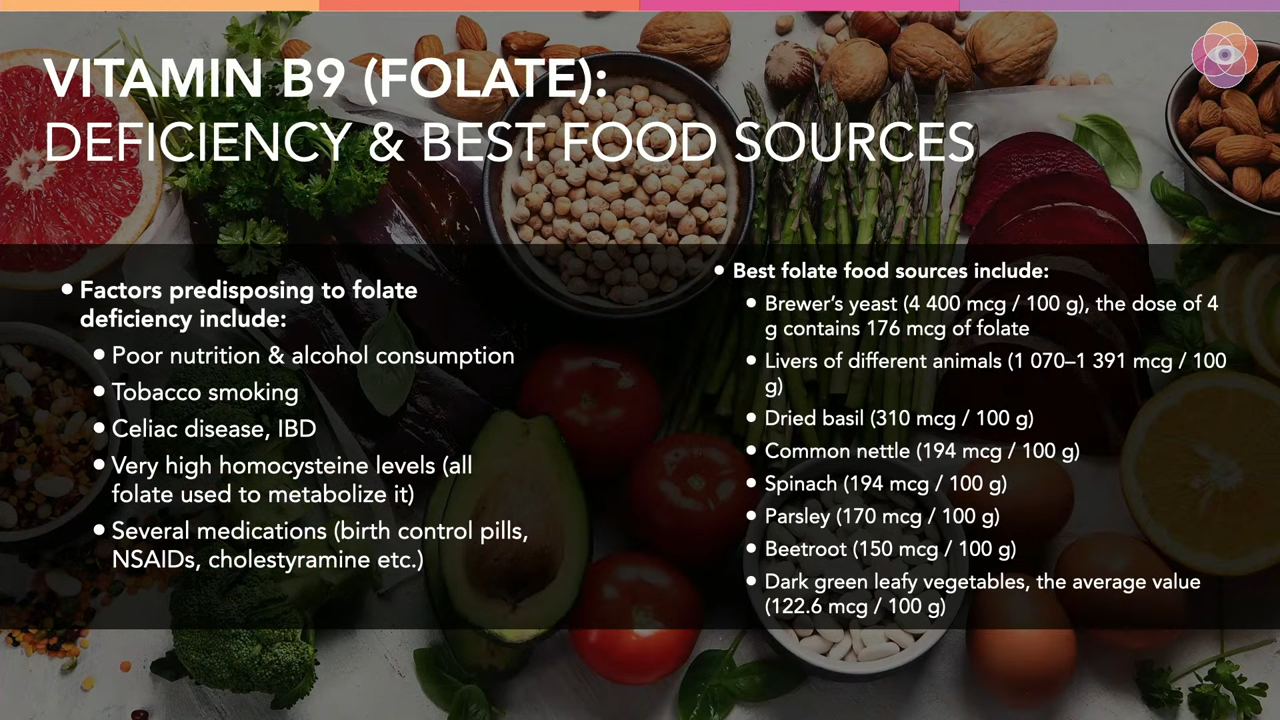 VITAMIN B9 (FOLATE):
DEFICIENCY & BEST FOOD SOURCES
• Factors predisposing to folate
deficiency include:
• Poor nutrition & alcohol consumption
• Tobacco smoking
• Celiac disease, IBD
• Very high homocysteine levels (all
folate used to metabolize it)
• Several medications (birth control pills,
NSAIDs, cholestyramine etc.)
• Best folate food sources include:
• Brewer’s yeast (4 400 mcg / 100 g), the dose of 4
g contains 176 mcg of folate
• Livers of different animals (1 070–1 391 mcg / 100
g)
• Dried basil (310 mcg / 100 g)
• Common nettle (194 mcg / 100 g)
• Spinach (194 mcg / 100 g)
• Parsley (170 mcg / 100 g)
• Beetroot (150 mcg / 100 g)
• Dark green leafy vegetables, the average value
(122.6 mcg / 100 g)